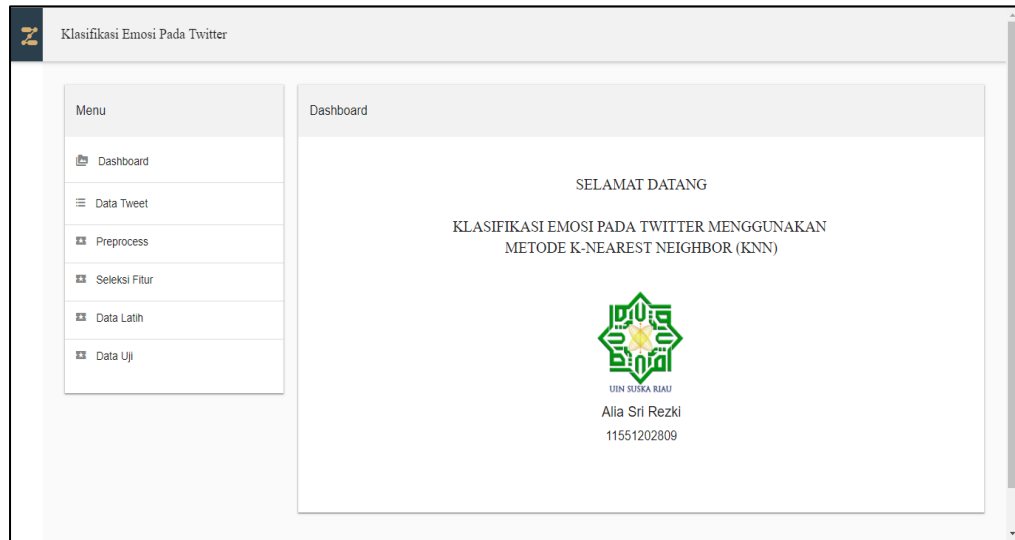 Klasifikasi Emosi Pada Twitter
Menu
Dashboard
Data Tweet
Preprocess
Seleksi Fitur
Data Latih
Data Uji
Dashboard
SELAMAT DATANG
KLASIFIKASI EMOSI PADA TWITTER MENGGUNAKAN
METODE K-NEAREST NEIGHBOR (KNN)
UIN SUSKA RIAU
Alia Sri Rezki
11551202809